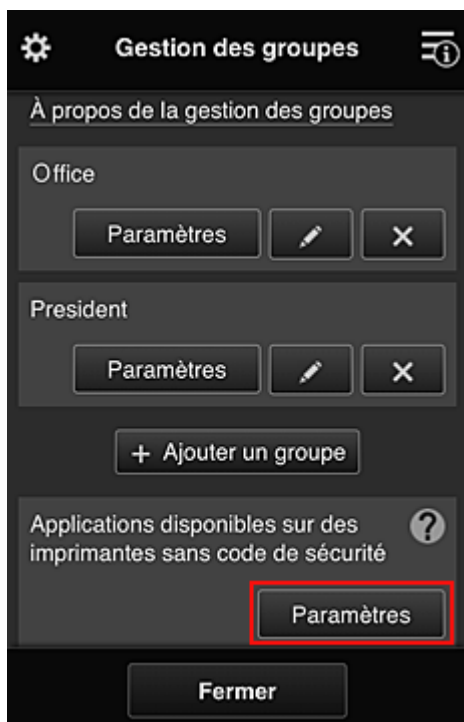 Gestion des groupes
À propos de la gestion des groupes
Office
Paramètres
President
Paramètres
+ Ajouter un groupe
Applications disponibles sur des
imprimantes sans code de sécurité
?
Paramètres
Fermer